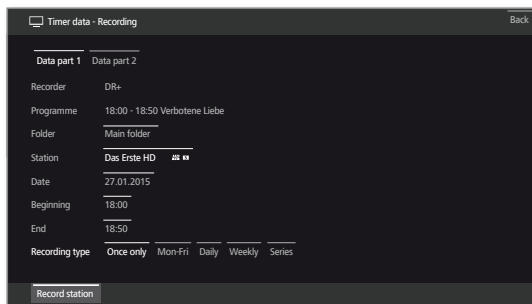 Timer data - Recording Back
Data part 1 Data part 2
Recorder DR+
Programme 18:00 - 18:50 Verbotene Liebe
Folder Main folder
Station Das Erste HD
Date 27.01.2015
Beginning 18:00
End 18:50
Recording type Once only Mon-Fri Daily Weekly Series
Record station